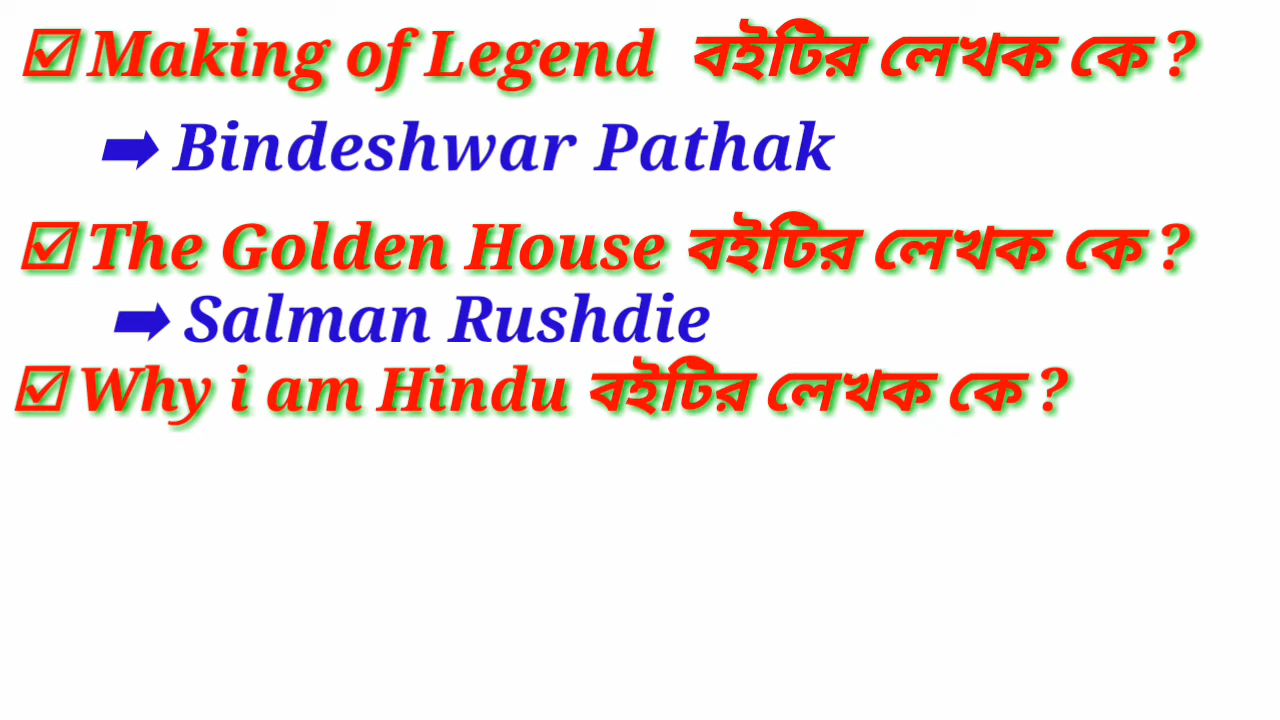 ☑ Making of Legend বইটির লেখক কে ?
➡ Bindeshwar Pathak
☑ The Golden House বইটির লেখক কে ?
➡ Salman Rushdie
☑ Why i am Hindu বইটির লেখক কে ?